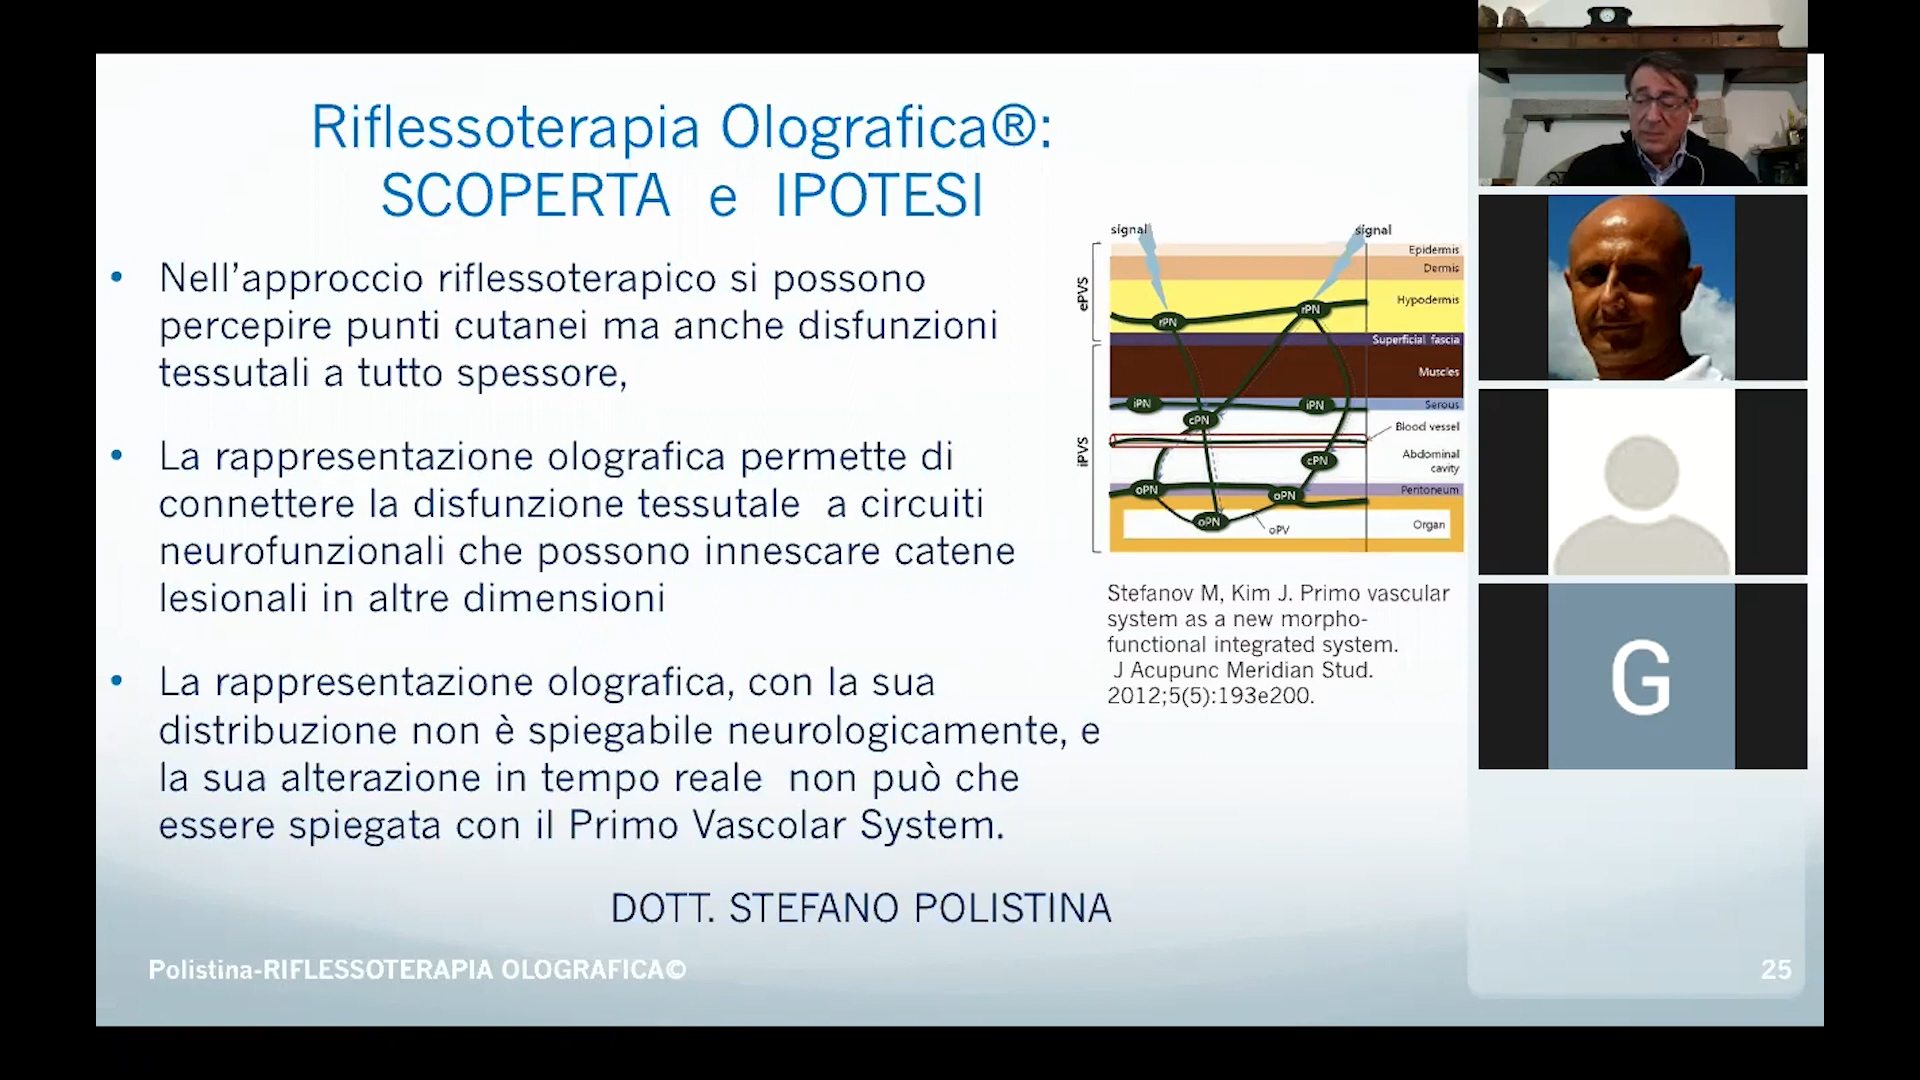 Riflessoterapia Olografica®:
SCOPERTA e IPOTESI
• Nell'approccio riflessoterapico si possono
percepire punti cutanei ma anche disfunzioni
tessutali a tutto spessore,
• La rappresentazione olografica permette di
connettere la disfunzione tessutale a circuiti
neurofunzionali che possono innescare catene
lesionali in altre dimensioni
• La rappresentazione olografica, con la sua
distribuzione non è spiegabile neurologicamente, e
la sua alterazione in tempo reale non può che
essere spiegata con il Primo Vascolar System.
DOTT. STEFANO POLISTINA
signal
signal
ePVS
iPVS
Epidermis
Dermis
Hypodermis
Superficial fascia
Muscles
Serous
Blood vessel
Abdominal
cavity
Peritoneum
Organ
rPN
rPN
iPN
iPN
cPN
cPN
oPN
oPN
oPN
oPV
Stefanov M, Kim J. Primo vascular
system as a new morpho-
functional integrated system.
J Acupunc Meridian Stud.
2012;5(5):193e200.
Polistina-RIFLESSOTERAPIA OLOGRAFICA©
25
G